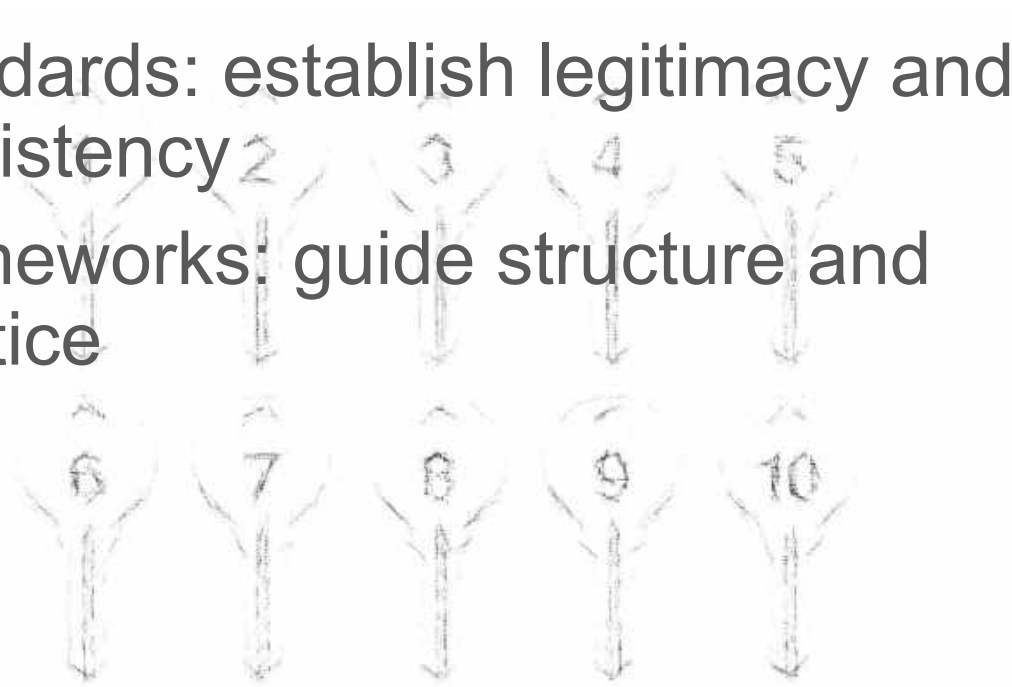 dards: establish legitimacy and
istency
neworks: guide structure and
tice
2 3 4 5
6 7 8 9 10